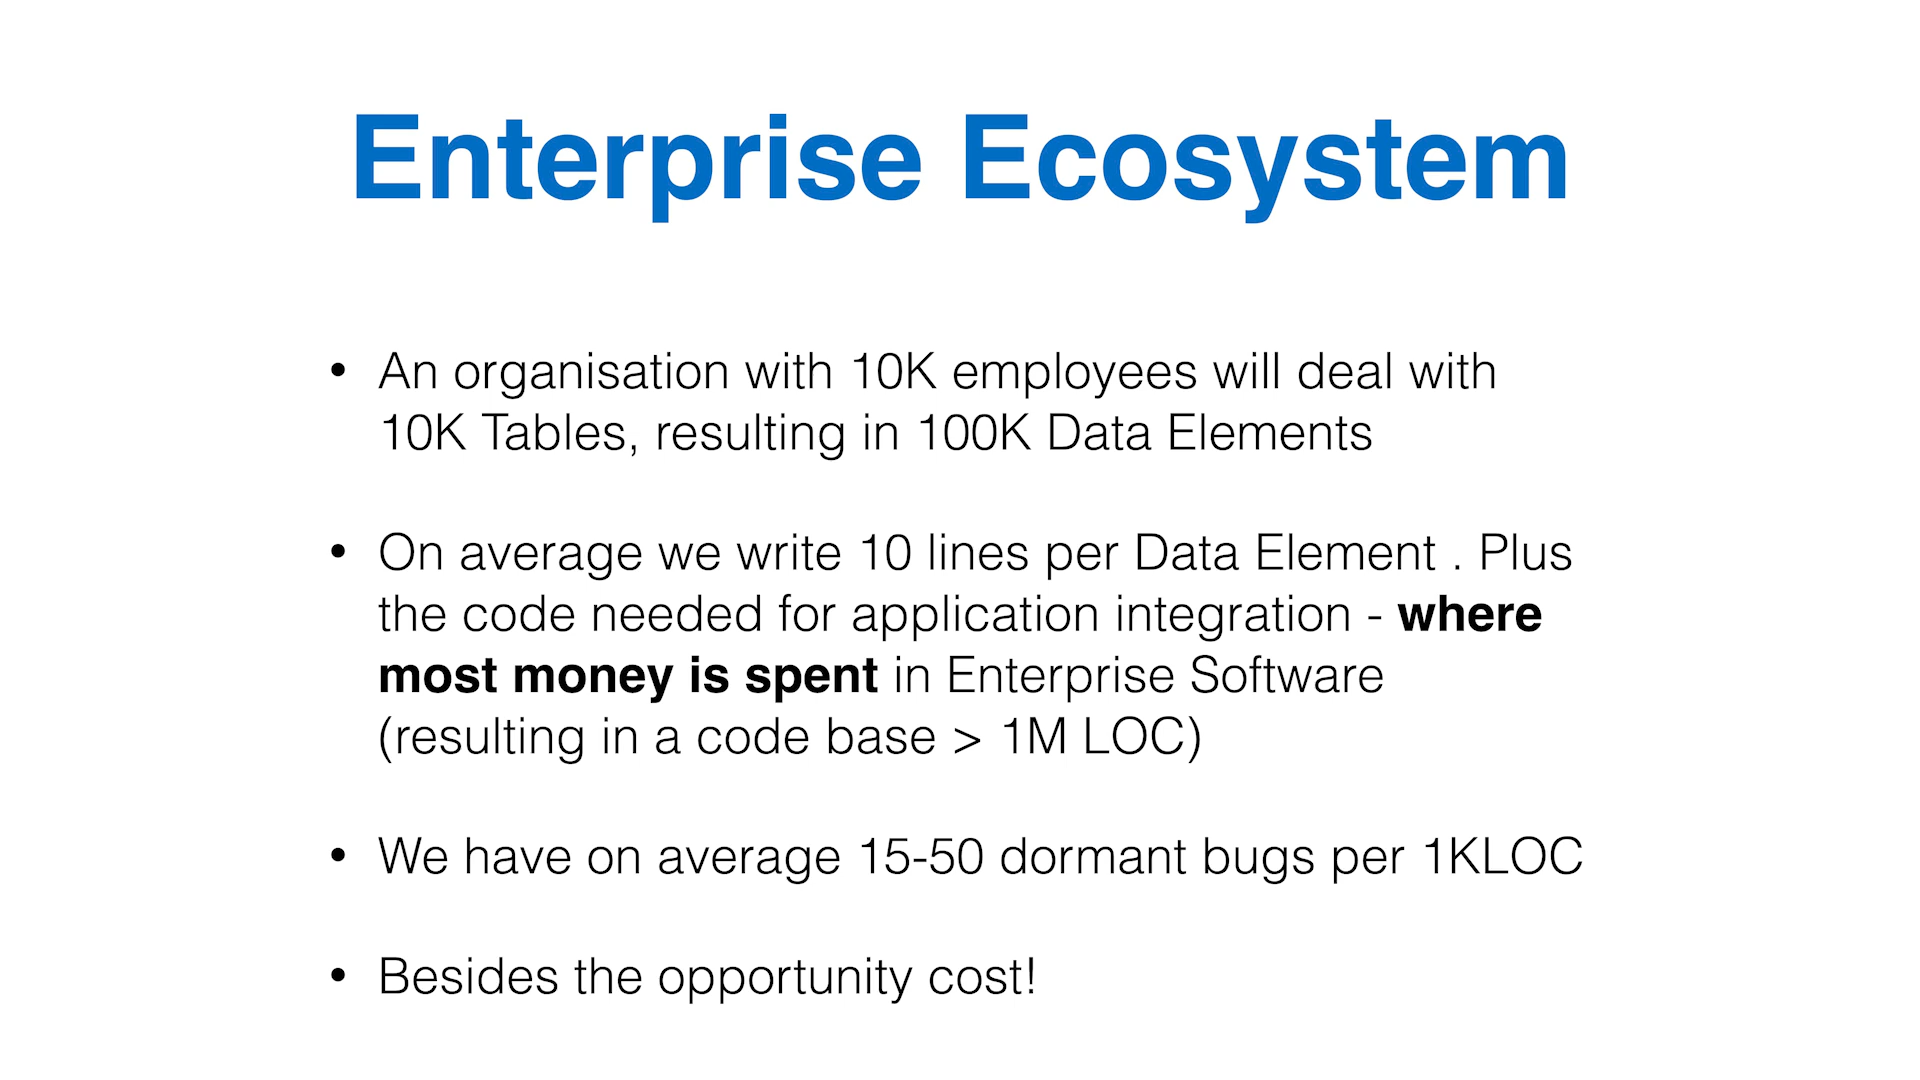 Enterprise Ecosystem
• An organisation with 10K employees will deal with
10K Tables, resulting in 100K Data Elements
• On average we write 10 lines per Data Element . Plus
the code needed for application integration - where
most money is spent in Enterprise Software
(resulting in a code base > 1M LOC)
• We have on average 15-50 dormant bugs per 1KLOC
• Besides the opportunity cost!